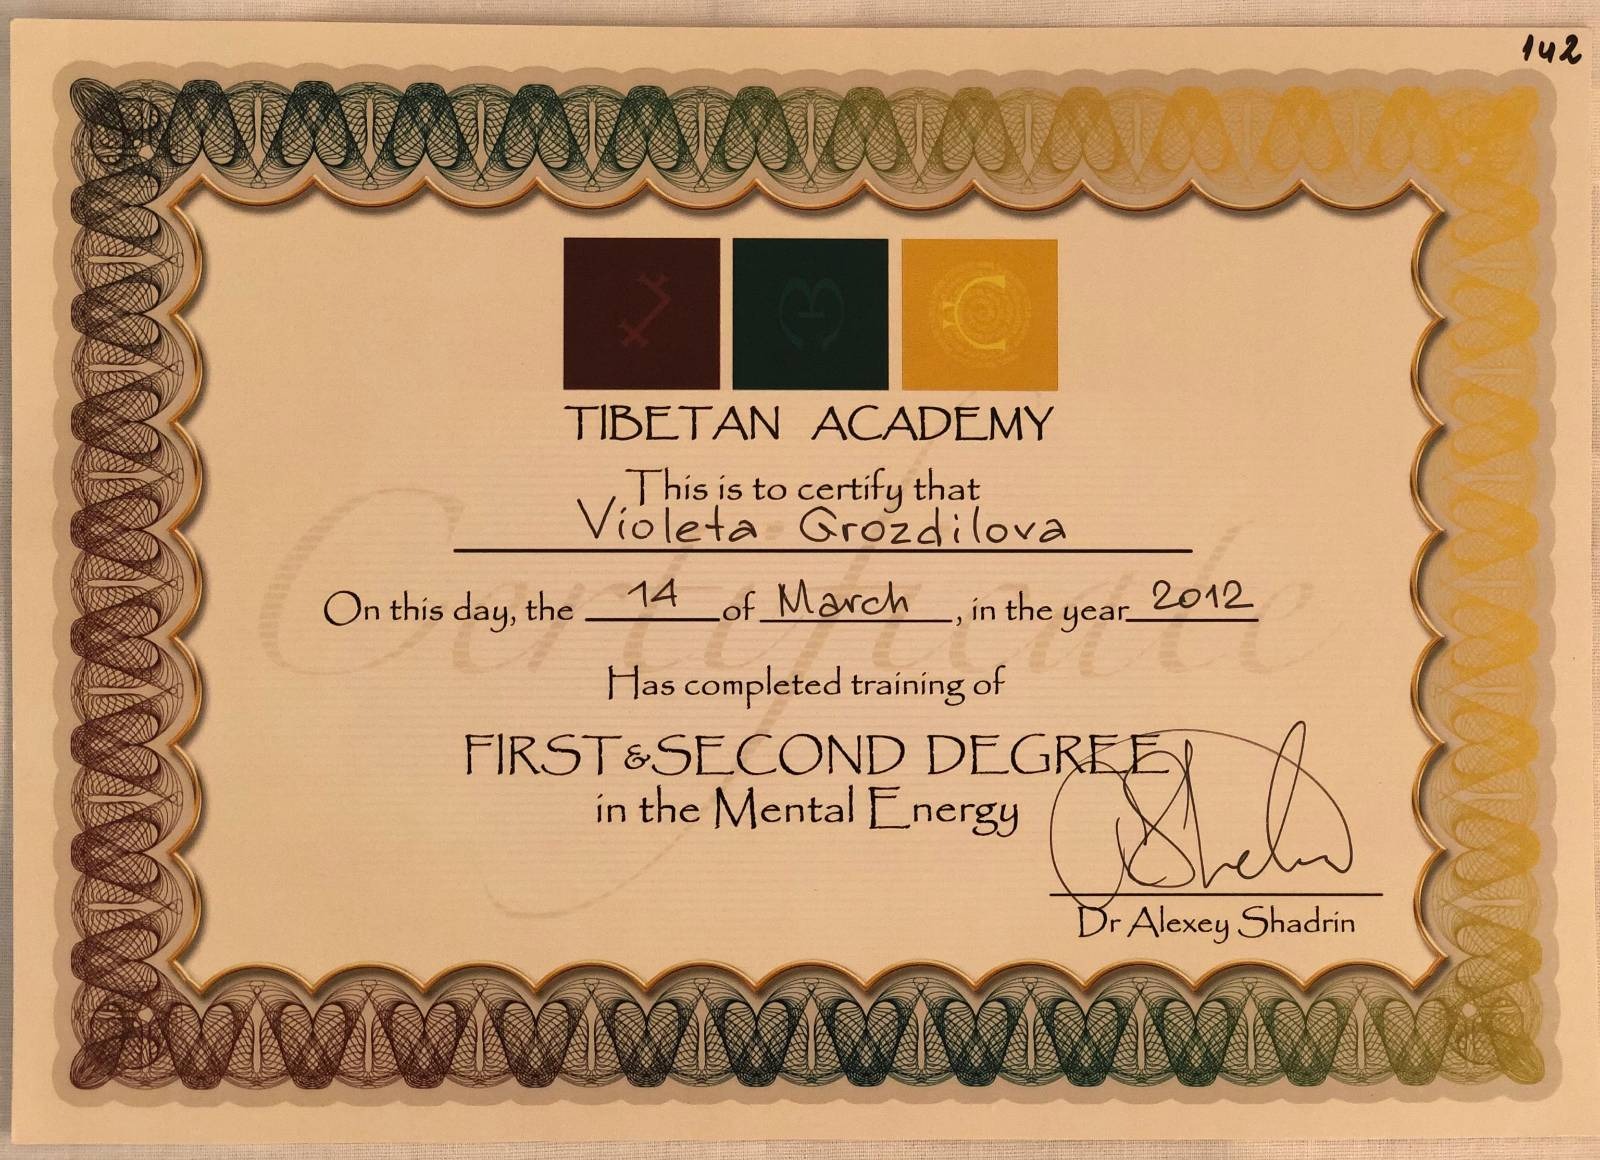 142
TIBETAN ACADEMY
This is to certify that
Violeta Grozdilova
On this day, the 14 of March, in the year 2012
Has completed training of
FIRST & SECOND DEGREE
in the Mental Energy
Dr Alexey Shadrin
Certificate